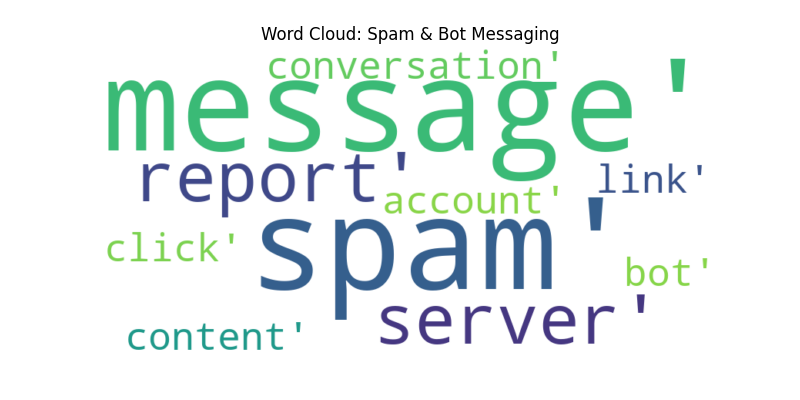 Word Cloud: Spam & Bot Messaging
conversation'
message'
report'
link'
account'
spam'
click'
bot'
server'
content'